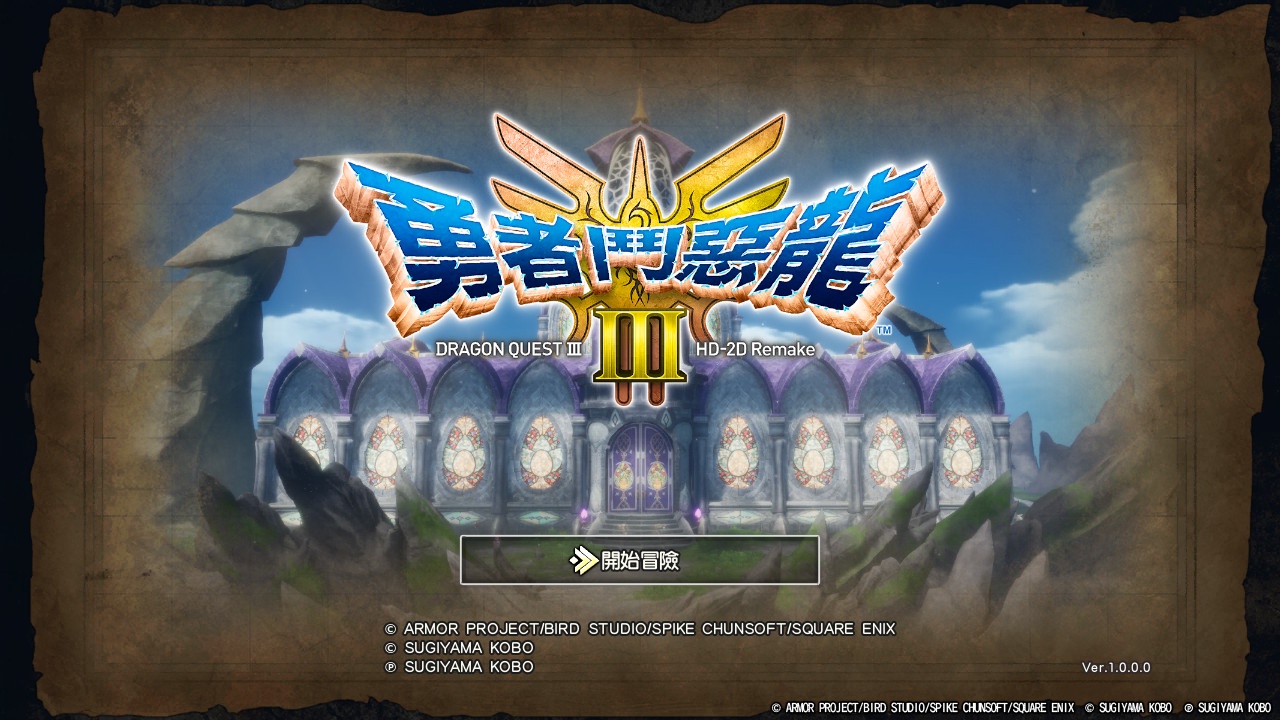 勇者鬥惡龍
III
DRAGON QUEST III HD-2D Remake
TM
開始冒險
© ARMOR PROJECT/BIRD STUDIO/SPIKE CHUNSOFT/SQUARE ENIX
© SUGIYAMA KOBO
℗ SUGIYAMA KOBO
Ver.1.0.0.0
© ARMOR PROJECT/BIRD STUDIO/SPIKE CHUNSOFT/SQUARE ENIX © SUGIYAMA KOBO ℗ SUGIYAMA KOBO